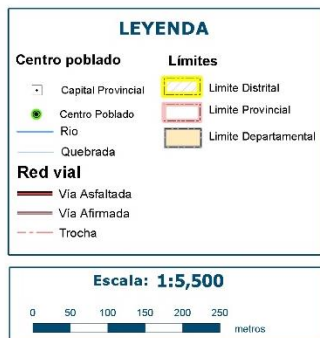 LEYENDA
Centro poblado
Capital Provincial
Centro Poblado
Rio
Quebrada
Red vial
Vía Asfaltada
Vía Afirmada
Trocha
Límites
Limite Distrital
Limite Provincial
Limite Departamental
Escala: 1:5,500
0 50 100 150 200 250
metros